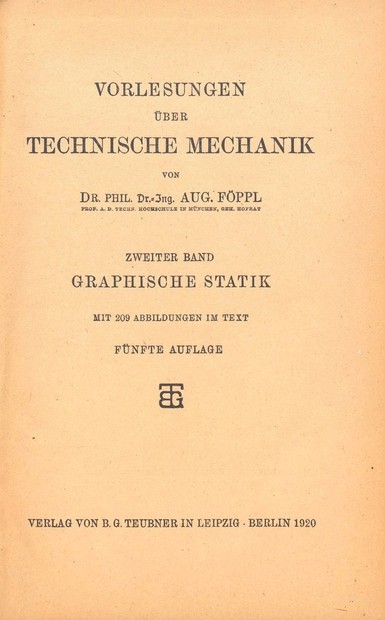 VORLESUNGEN
ÜBER
TECHNISCHE MECHANIK
VON
DR. PHIL. Dr.-Ing. AUG. FÖPPL
PROF. A. D. TECHN. HOCHSCHULE IN MÜNCHEN, GEH. HOFRAT
ZWEITER BAND
GRAPHISCHE STATIK
MIT 209 ABBILDUNGEN IM TEXT
FÜNFTE AUFLAGE
BTG
VERLAG VON B. G. TEUBNER IN LEIPZIG · BERLIN 1920